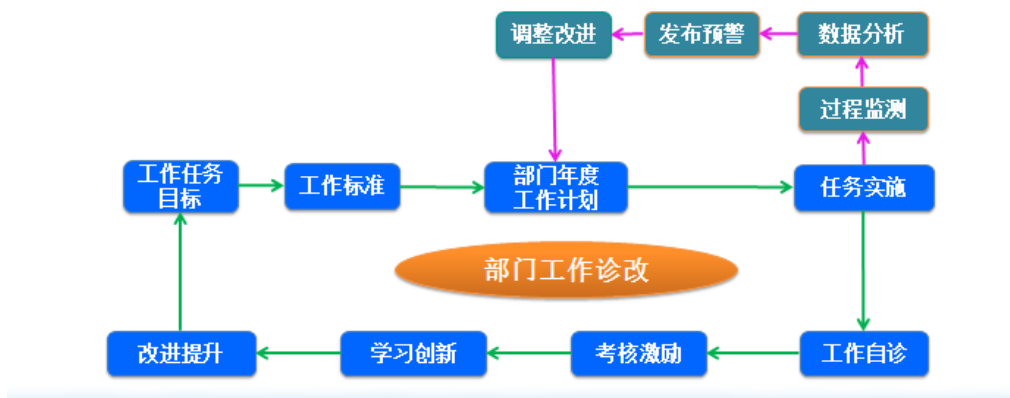 调整改进
发布预警
数据分析
过程监测
工作任务
目标
工作标准
部门年度
工作计划
任务实施
部门工作诊改
改进提升
学习创新
考核激励
工作自诊